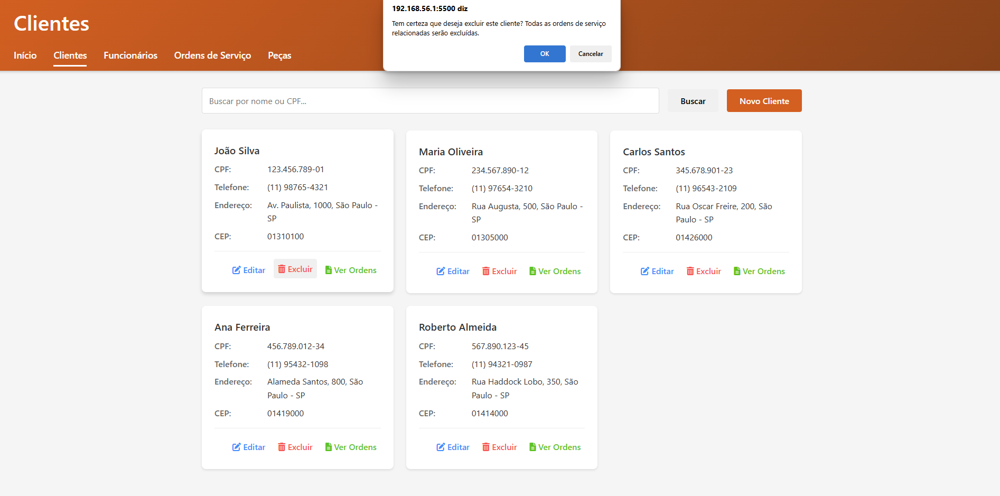 Clientes
192.168.56.1:5500 diz
Tem certeza que deseja excluir este cliente? Todas as ordens de serviço
relacionadas serão excluídas.
OK Cancelar
Início Clientes Funcionários Ordens de Serviço Peças
Buscar por nome ou CPF... Buscar Novo Cliente
João Silva
CPF: 123.456.789-01
Telefone: (11) 98765-4321
Endereço: Av. Paulista, 1000, São Paulo -
SP
CEP: 01310100
Editar Excluir Ver Ordens
Maria Oliveira
CPF: 234.567.890-12
Telefone: (11) 97654-3210
Endereço: Rua Augusta, 500, São Paulo -
SP
CEP: 01305000
Editar Excluir Ver Ordens
Carlos Santos
CPF: 345.678.901-23
Telefone: (11) 96543-2109
Endereço: Rua Oscar Freire, 200, São
Paulo - SP
CEP: 01426000
Editar Excluir Ver Ordens
Ana Ferreira
CPF: 456.789.012-34
Telefone: (11) 95432-1098
Endereço: Alameda Santos, 800, São
Paulo - SP
CEP: 01419000
Editar Excluir Ver Ordens
Roberto Almeida
CPF: 567.890.123-45
Telefone: (11) 94321-0987
Endereço: Rua Haddock Lobo, 350, São
Paulo - SP
CEP: 01414000
Editar Excluir Ver Ordens